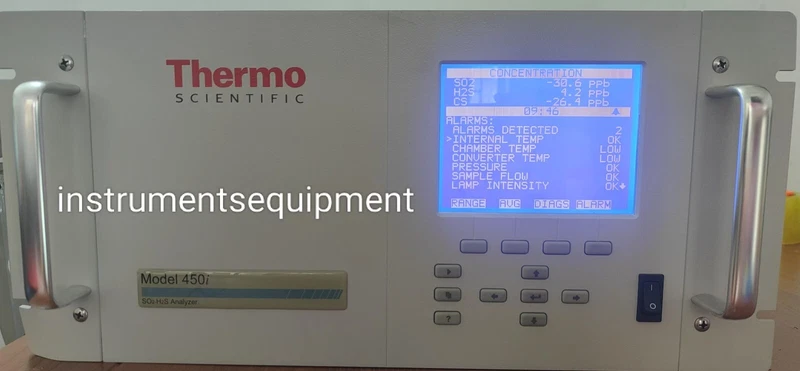 Thermo
SCIENTIFIC
CONCENTRATION
SO2 -30.6 PPb
H2S 4.2 PPb
CS -26.4 PPb
09:46
ALARMS:
ALARMS DETECTED 2
>INTERNAL TEMP OK
CHAMBER TEMP LOW
CONVERTER TEMP LOW
PRESSURE OK
SAMPLE FLOW OK
LAMP INTENSITY OK
RANGE AVG DIAGS ALARM
instrumentsequipment
Model 450i
SO2 H2S Analyzer
?